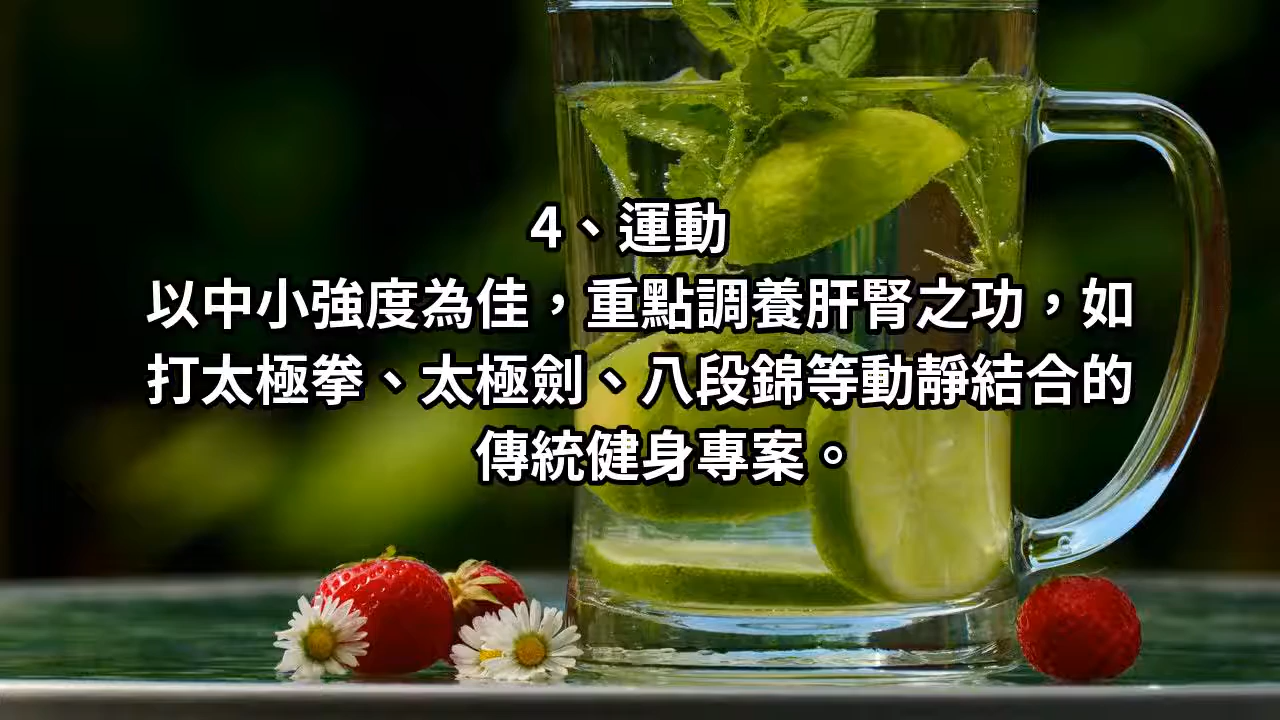 4、運動
以中小強度為佳，重點調養肝腎之功，如
打太極拳、太極劍、八段錦等動靜結合的
傳統健身專案。